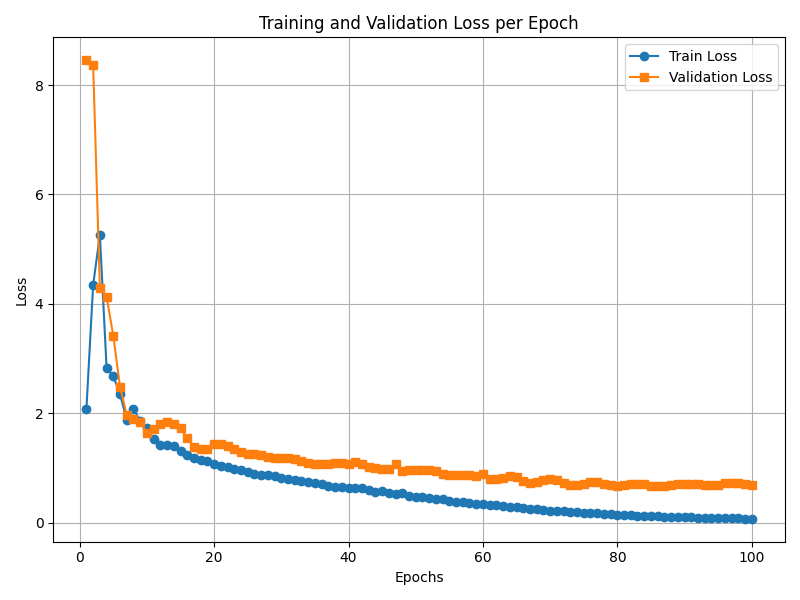 Training and Validation Loss per Epoch
Train Loss
Validation Loss
8
6
4
2
0
Loss
0 20 40 60 80 100
Epochs